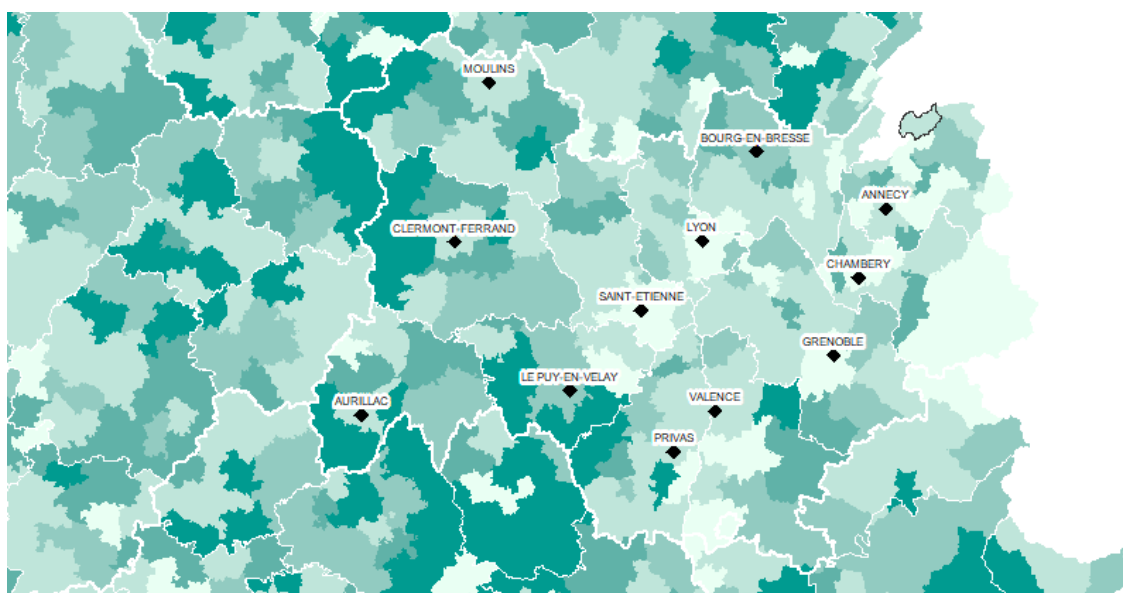 MOULINS
BOURG-EN-BRESSE
ANNECY
CLERMONT-FERRAND
LYON
CHAMBERY
SAINT-ETIENNE
GRENOBLE
LE PUY-EN-VELAY
AURILLAC
VALENCE
PRIVAS